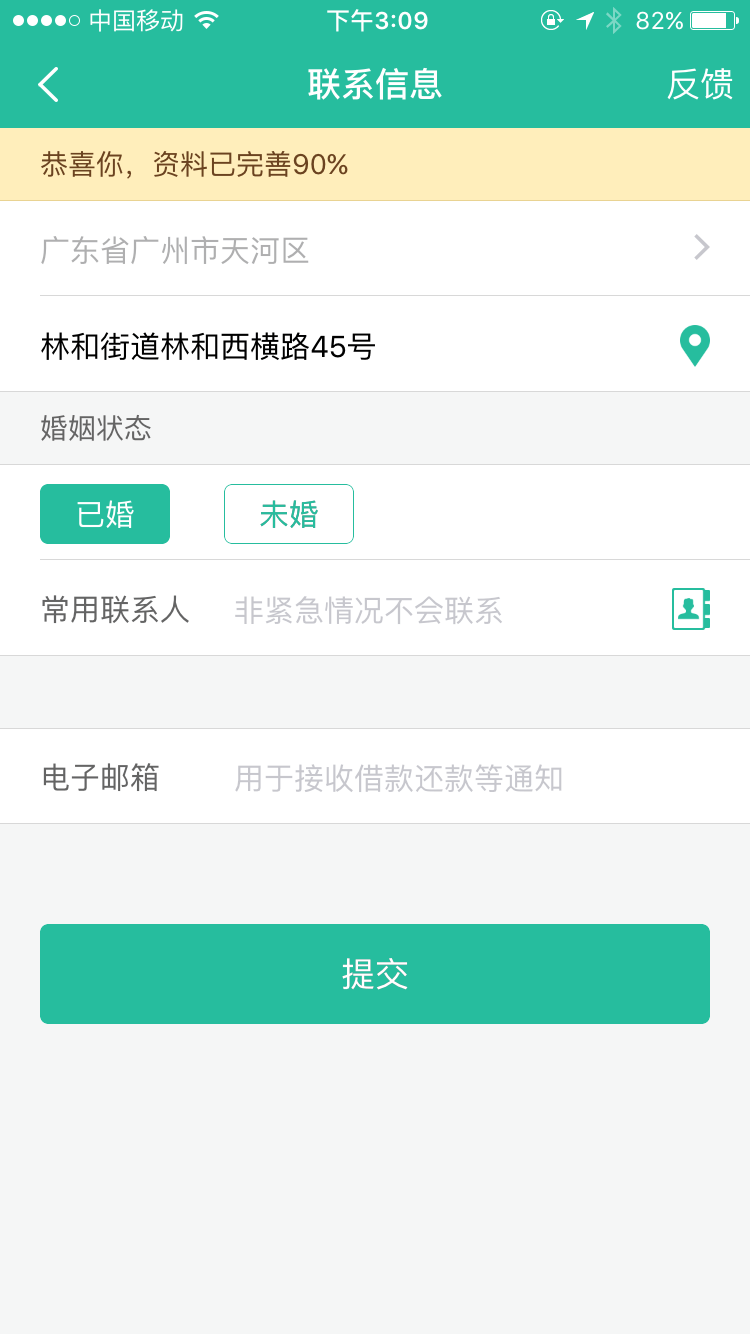 中国移动 下午3:09 82%
联系信息 反馈
恭喜你，资料已完善90%
广东省广州市天河区
林和街道林和西横路45号
婚姻状态
已婚 未婚
常用联系人 非紧急情况不会联系
电子邮箱 用于接收借款还款等通知
提交